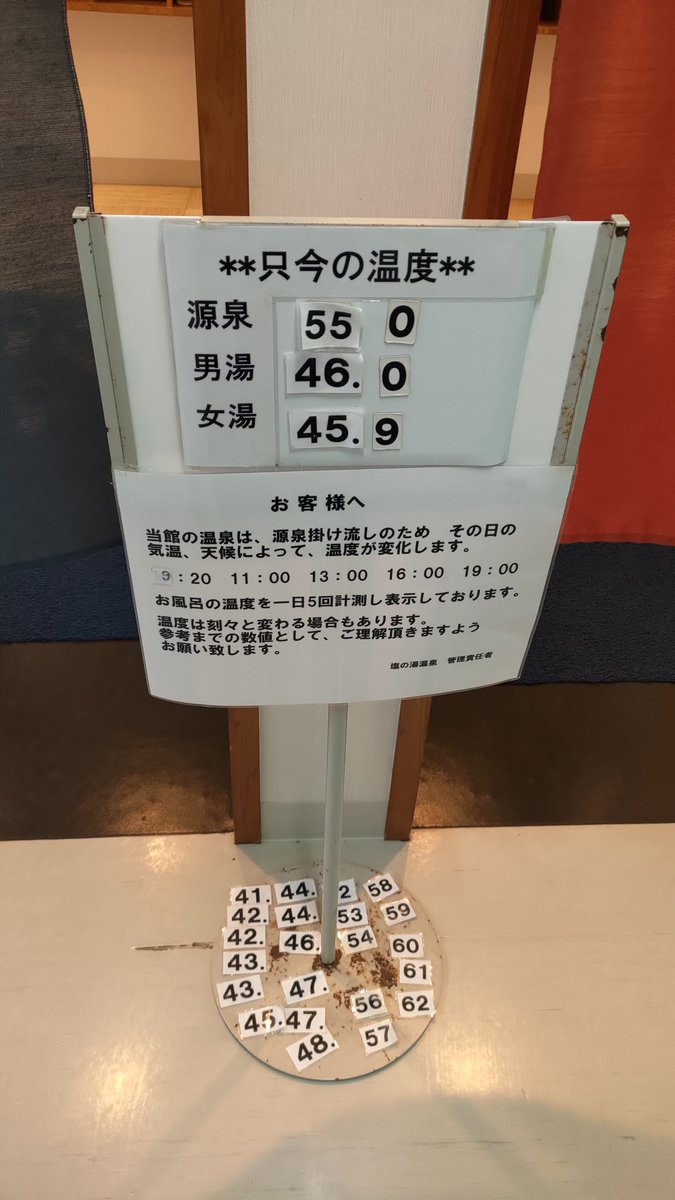 **只今の温度**
源泉 55 0
男湯 46. 0
女湯 45. 9
お客様へ
当館の温泉は、源泉掛け流しのため その日の
気温、天候によって、温度が変化します。
9：20 11：00 13：00 16：00 19：00
お風呂の温度を一日5回計測し表示しております。
温度は刻々と変わる場合もあります。
参考までの数値として、ご理解頂きますよう
お願い致します。
塩の湯温泉 管理責任者
41. 44. 2 58
42. 44. 53 59
42. 46. 54 60
43. 61
43. 47. 56 62
45. 47. 57
48.